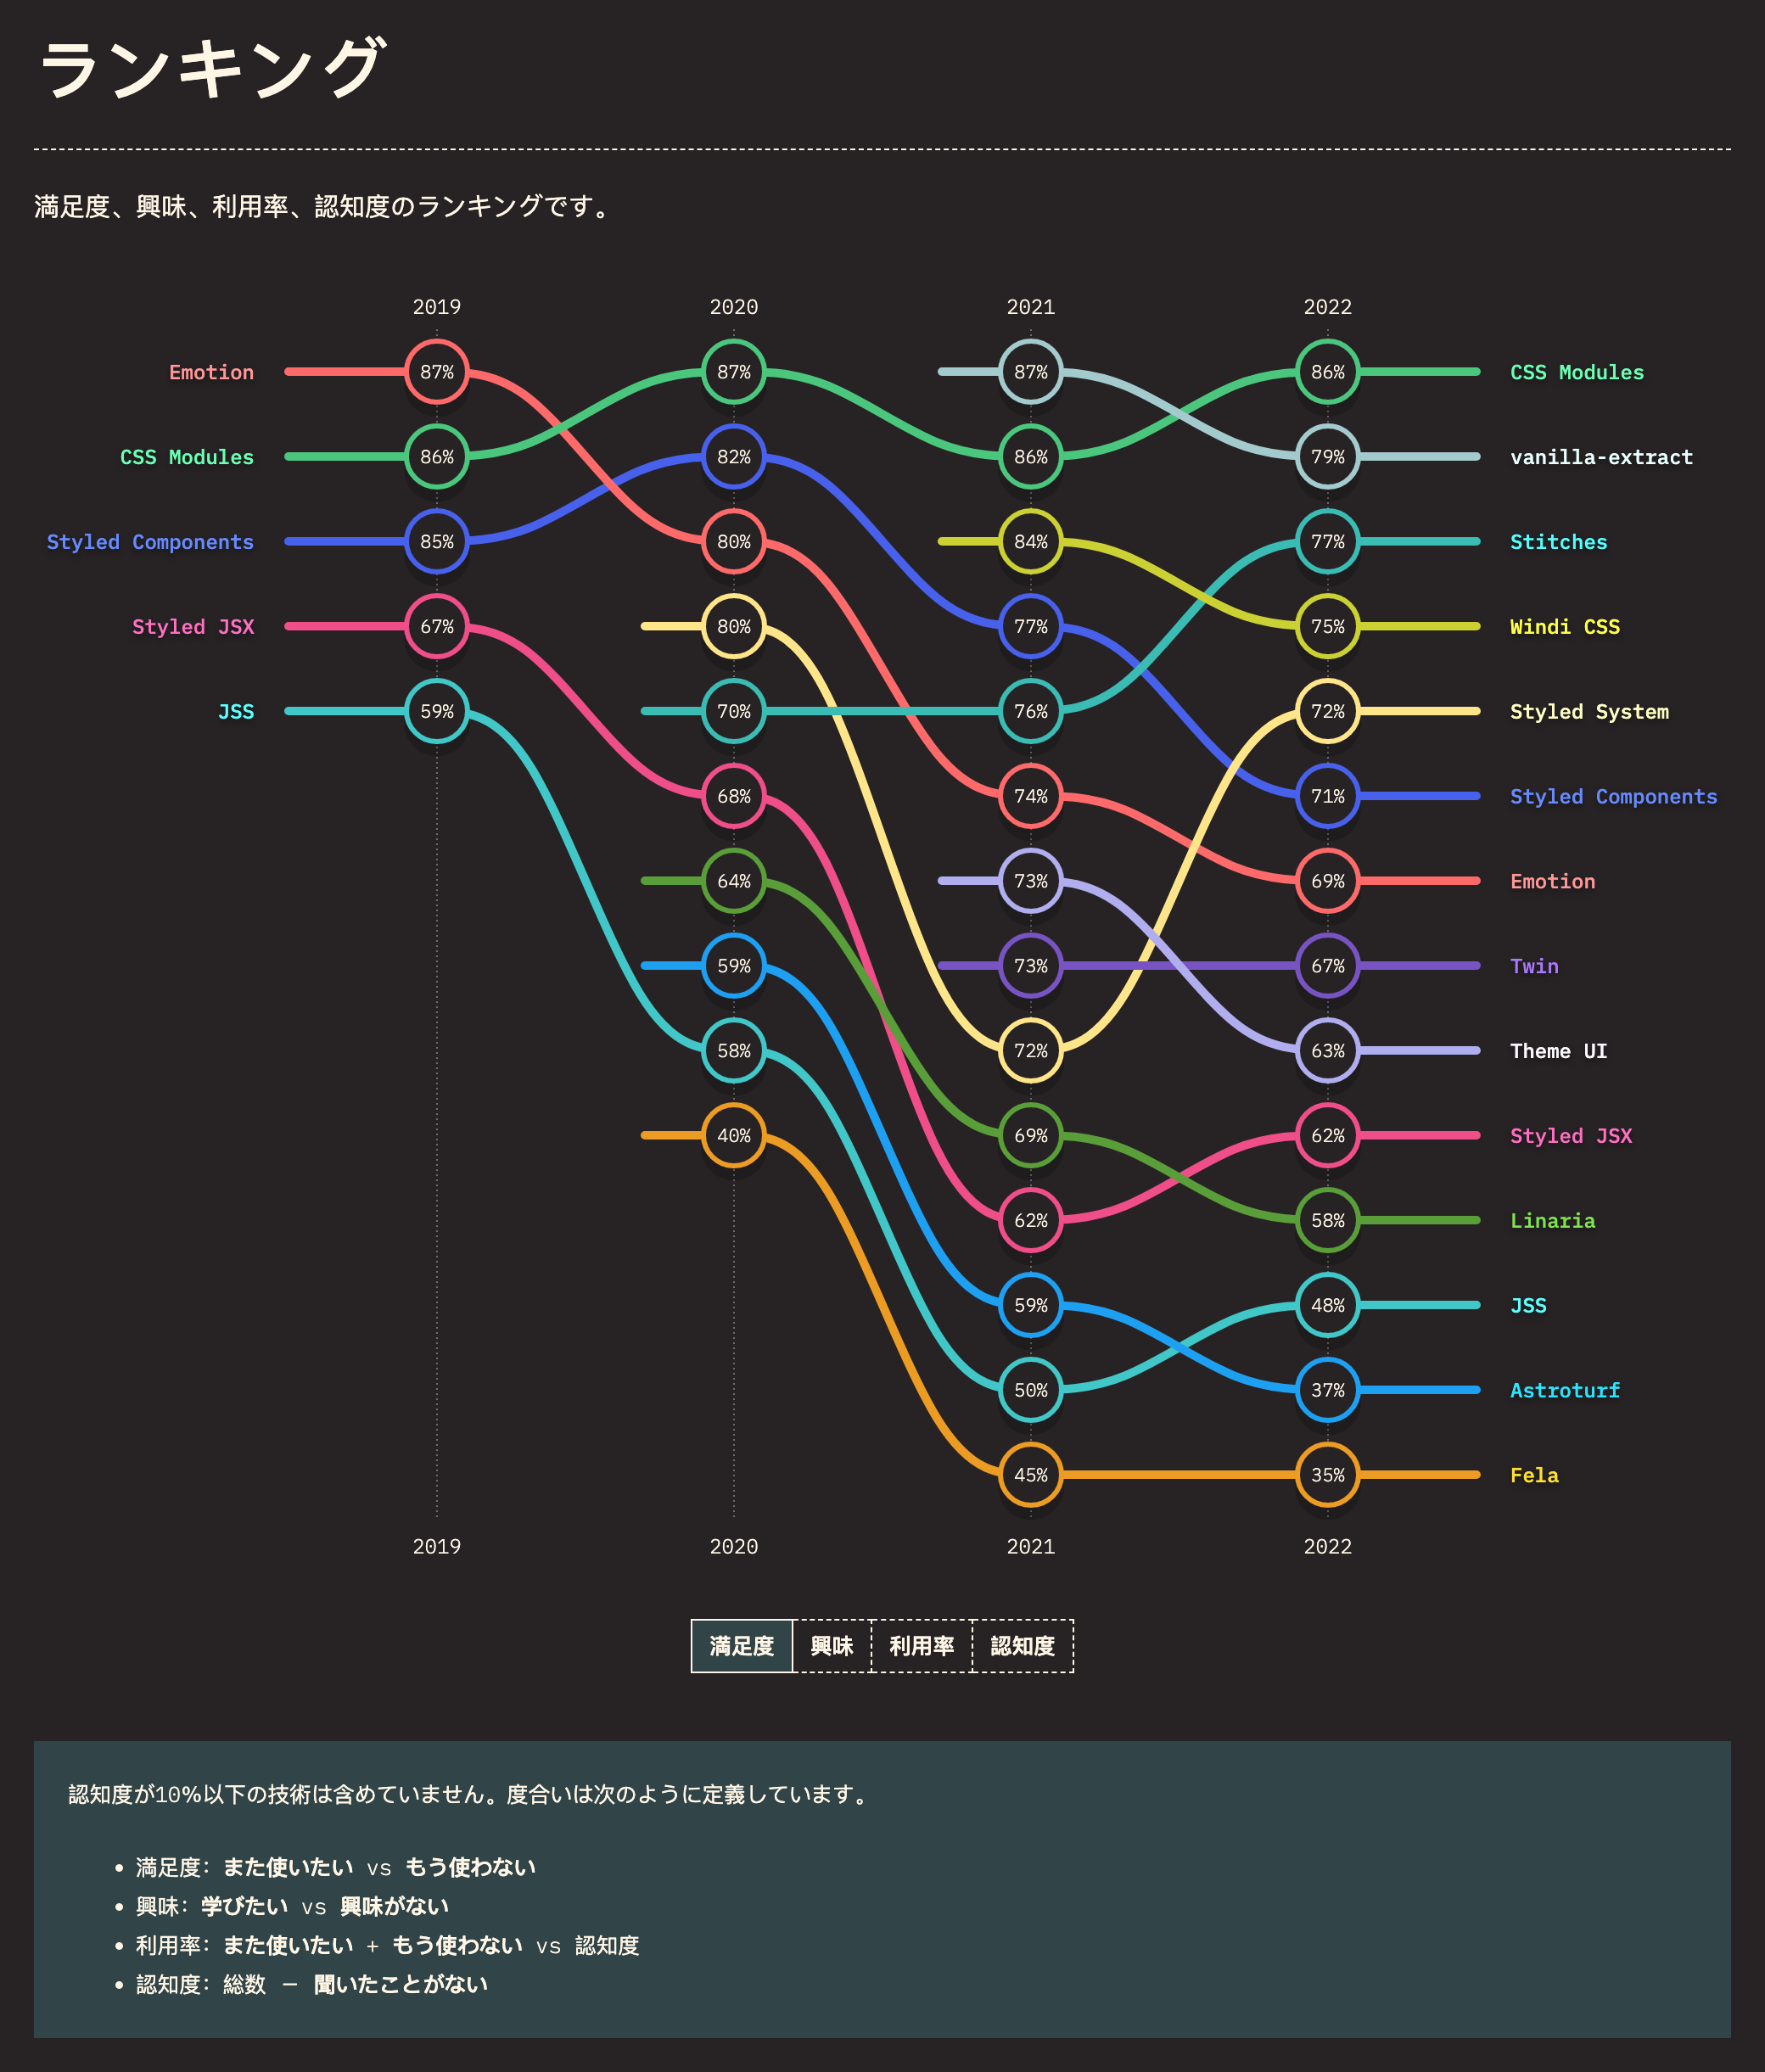 ランキング
満足度、興味、利用率、認知度のランキングです。
2019 2020 2021 2022
Emotion 87% 87% 87% 86% CSS Modules
CSS Modules 86% 82% 86% 79% vanilla-extract
Styled Components 85% 80% 84% 77% Stitches
Styled JSX 67% 80% 77% 75% Windi CSS
JSS 59% 70% 76% 72% Styled System
68% 74% 71% Styled Components
64% 73% 69% Emotion
59% 73% 67% Twin
58% 72% 63% Theme UI
40% 69% 62% Styled JSX
62% 58% Linaria
59% 48% JSS
50% 37% Astroturf
45% 35% Fela
2019 2020 2021 2022
満足度 興味 利用率 認知度
認知度が10%以下の技術は含めていません。度合いは次のように定義しています。
• 満足度: また使いたい vs もう使わない
• 興味: 学びたい vs 興味がない
• 利用率: また使いたい + もう使わない vs 認知度
• 認知度: 総数 − 聞いたことがない